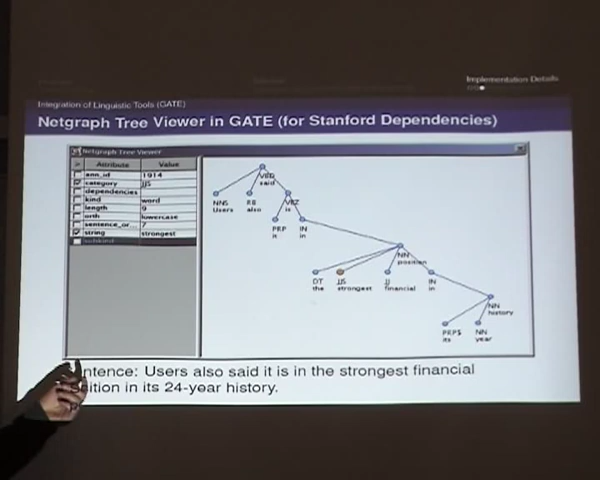 Implementation Details
Integration of Linguistic Tools (GATE)
Netgraph Tree Viewer in GATE (for Stanford Dependencies)
Netgraph Tree Viewer
Attribute Value
ann_id 1914
category JJS
dependencies
kind word
length 9
orth lowercase
sentence_or... 7
string strongest
VBD
said
NNS
Users
RB
also
VBZ
is
PRP
it
IN
in
NN
position
DT
the
JJS
strongest
JJ
financial
IN
in
NN
history
PRP$
its
NN
year
ntence: Users also said it is in the strongest financial
sition in its 24-year history.